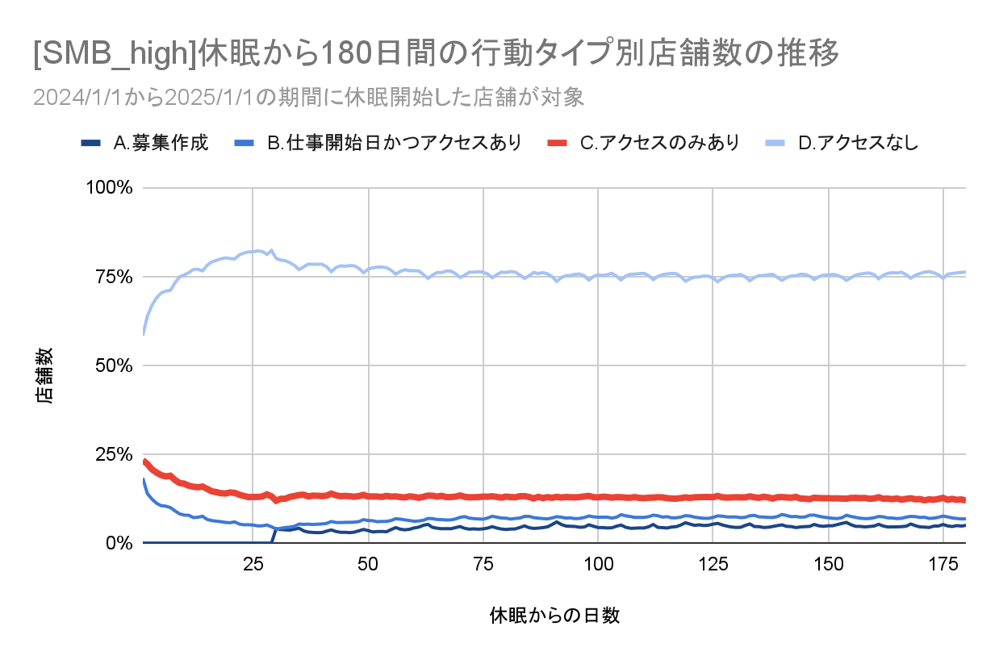 [SMB_high]休眠から180日間の行動タイプ別店舗数の推移
2024/1/1から2025/1/1の期間に休眠開始した店舗が対象
A.募集作成 B.仕事開始日かつアクセスあり C.アクセスのみあり D.アクセスなし
100%
75%
50%
25%
0%
店舗数
25 50 75 100 125 150 175
休眠からの日数